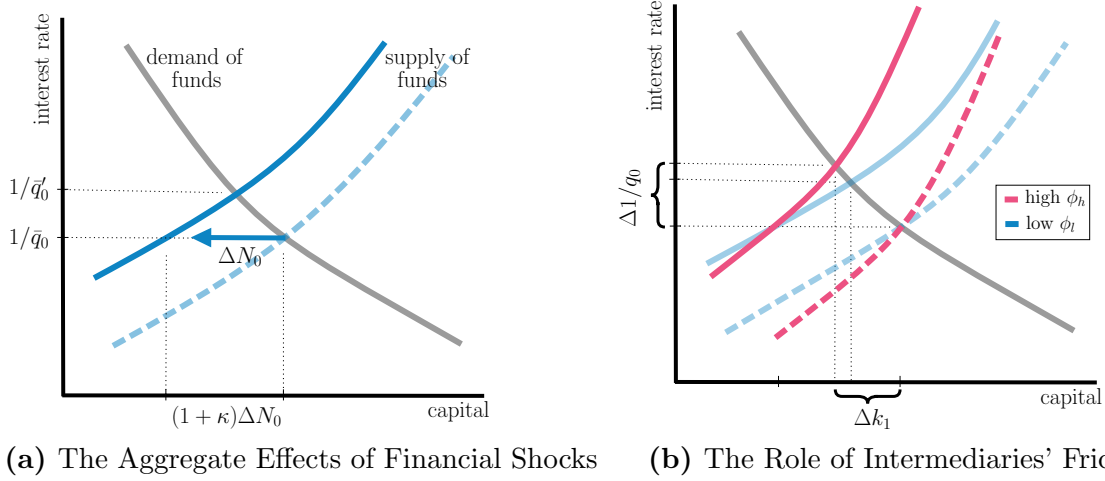 interest rate
demand of
funds
supply of
funds
1/q̄′₀
1/q̄₀
ΔN₀
(1 + κ)ΔN₀
capital
(a) The Aggregate Effects of Financial Shocks
interest rate
Δ1/q₀
high ϕₕ
low ϕₗ
Δk₁
capital
(b) The Role of Intermediaries’ Fric